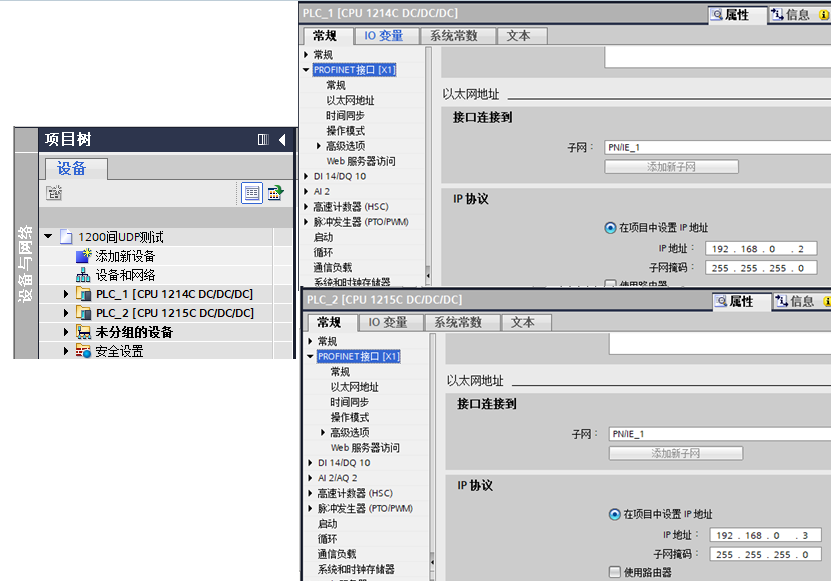 PLC_1 [CPU 1214C DC/DC/DC]
属性
信息
常规
IO 变量
系统常数
文本
常规
PROFINET接口 [X1]
常规
以太网地址
时间同步
操作模式
高级选项
Web 服务器访问
DI 14/DQ 10
AI 2
高速计数器 (HSC)
脉冲发生器 (PTO/PWM)
启动
循环
通信负载
系统和时钟存储器
以太网地址
接口连接到
子网：
PN/IE_1
添加新子网
IP 协议
在项目中设置 IP 地址
IP 地址：
192 . 168 . 0 . 2
子网掩码：
255 . 255 . 255 . 0
使用路由器
项目树
设备
设备与网络
1200间UDP测试
添加新设备
设备和网络
PLC_1 [CPU 1214C DC/DC/DC]
PLC_2 [CPU 1215C DC/DC/DC]
未分组的设备
安全设置
PLC_2 [CPU 1215C DC/DC/DC]
属性
信息
常规
IO 变量
系统常数
文本
常规
PROFINET接口 [X1]
常规
以太网地址
时间同步
操作模式
高级选项
Web 服务器访问
DI 14/DQ 10
AI 2/AQ 2
高速计数器 (HSC)
脉冲发生器 (PTO/PWM)
启动
循环
通信负载
系统和时钟存储器
以太网地址
接口连接到
子网：
PN/IE_1
添加新子网
IP 协议
在项目中设置 IP 地址
IP 地址：
192 . 168 . 0 . 3
子网掩码：
255 . 255 . 255 . 0
使用路由器